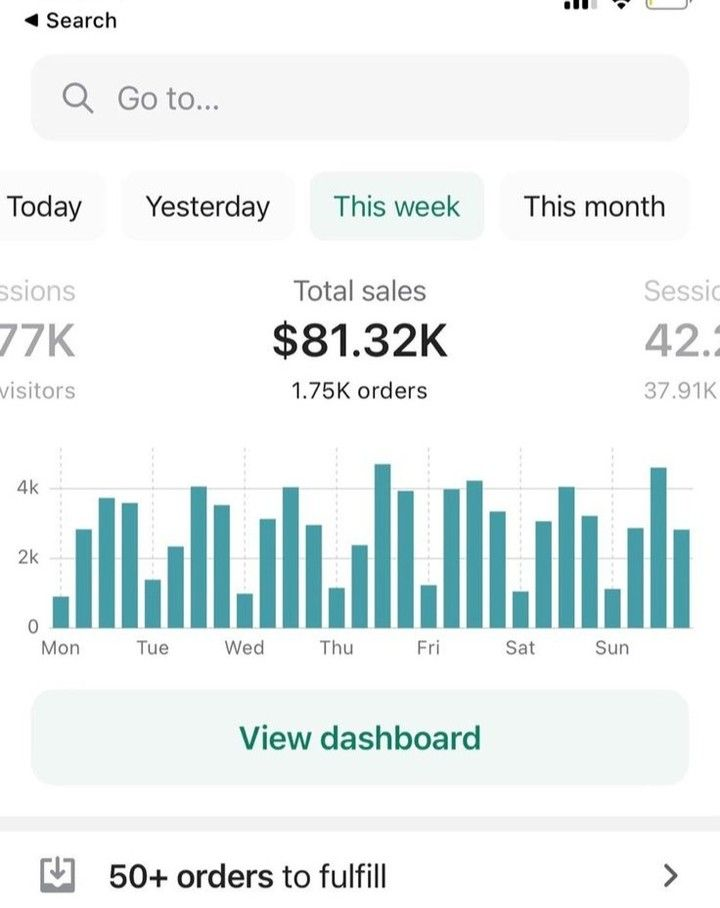 ◀ Search
Go to...
Today Yesterday This week This month
ssions Total sales Sessio
77K $81.32K 42.2
visitors 1.75K orders 37.91K
4k
2k
0
Mon Tue Wed Thu Fri Sat Sun
View dashboard
50+ orders to fulfill